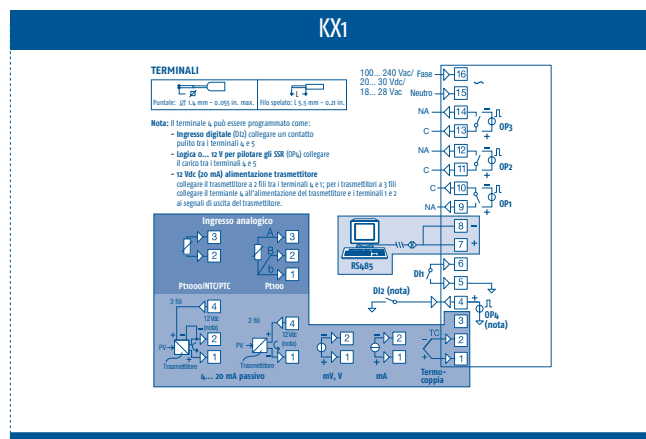 KX1
TERMINALI
Puntale: Ø 1.4 mm - 0.055 in. max.
L
Filo spelato: L 5.5 mm - 0.21 in.
Nota: Il terminale 4 può essere programmato come:
– Ingresso digitale (DI2) collegare un contatto
pulito tra i terminali 4 e 5
– Logica 0... 12 V per pilotare gli SSR (OP4) collegare
il carico tra i terminali 4 e 5
– 12 Vdc (20 mA) alimentazione trasmettitore
collegare il trasmettitore a 2 fili tra i terminali 4 e 1; per i trasmettitori a 3 fili
collegare il termianle 4 all'alimentazione del trasmettitore e i terminali 1 e 2
ai segnali di uscita del trasmettitore.
100... 240 Vac/
20... 30 Vdc/
18... 28 Vac
Fase 16
Neutro 15
NA 14
C 13
OP3
NA 12
C 11
OP2
C 10
NA 9
OP1
8 –
7 +
RS485
DI1
6
5
DI2 (nota)
4
OP4
(nota)
3
TC
2
1
Termo-
coppia
Ingresso analogico
3
2
Pt1000/NTC/PTC
A 3
B 2
b 1
Pt100
3 fili
4
12 Vdc
(nota)
PV
2
1
Trasmettitore
2 fili
4
12 Vdc
(nota)
PV
2
1
Trasmettitore
4... 20 mA passivo
2
1
mV, V
2
1
mA